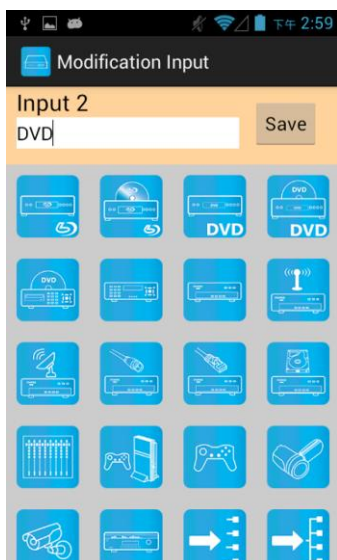 下午 2:59
Modification Input
Input 2
DVD
Save
DVD
DVD
DVD
DVD